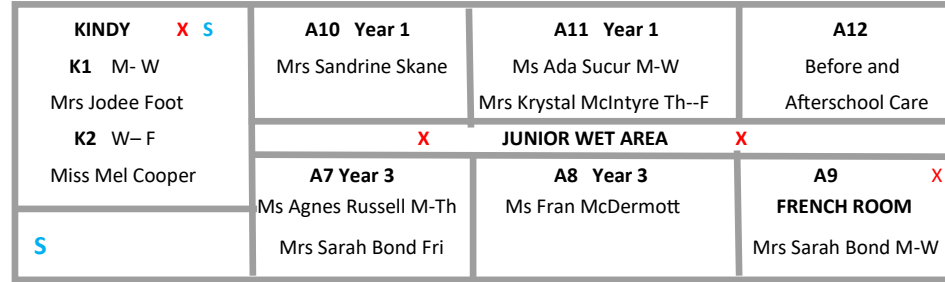 KINDY X S
K1 M- W
Mrs Jodee Foot
K2 W– F
Miss Mel Cooper
S
A10 Year 1
Mrs Sandrine Skane
A11 Year 1
Ms Ada Sucur M-W
Mrs Krystal McIntyre Th--F
A12
Before and
Afterschool Care
X JUNIOR WET AREA X
A7 Year 3
Ms Agnes Russell M-Th
Mrs Sarah Bond Fri
A8 Year 3
Ms Fran McDermott
A9 X
FRENCH ROOM
Mrs Sarah Bond M-W